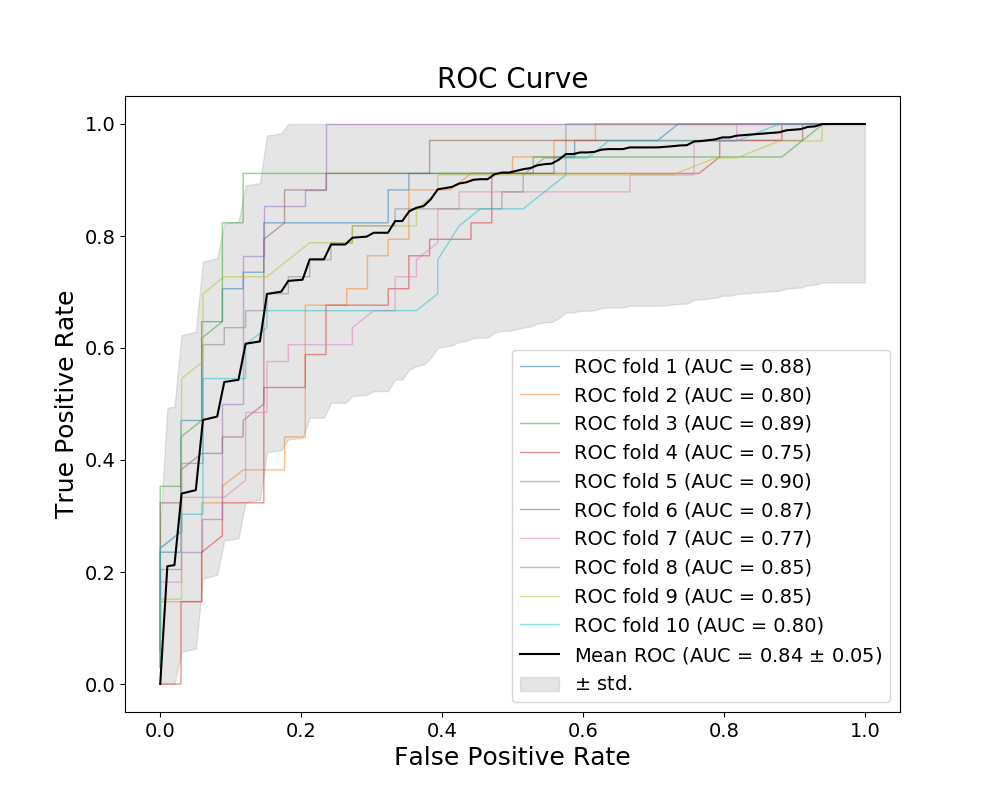 ROC Curve
1.0
0.8
0.6
0.4
0.2
0.0
True Positive Rate
ROC fold 1 (AUC = 0.88)
ROC fold 2 (AUC = 0.80)
ROC fold 3 (AUC = 0.89)
ROC fold 4 (AUC = 0.75)
ROC fold 5 (AUC = 0.90)
ROC fold 6 (AUC = 0.87)
ROC fold 7 (AUC = 0.77)
ROC fold 8 (AUC = 0.85)
ROC fold 9 (AUC = 0.85)
ROC fold 10 (AUC = 0.80)
Mean ROC (AUC = 0.84 ± 0.05)
± std.
0.0 0.2 0.4 0.6 0.8 1.0
False Positive Rate